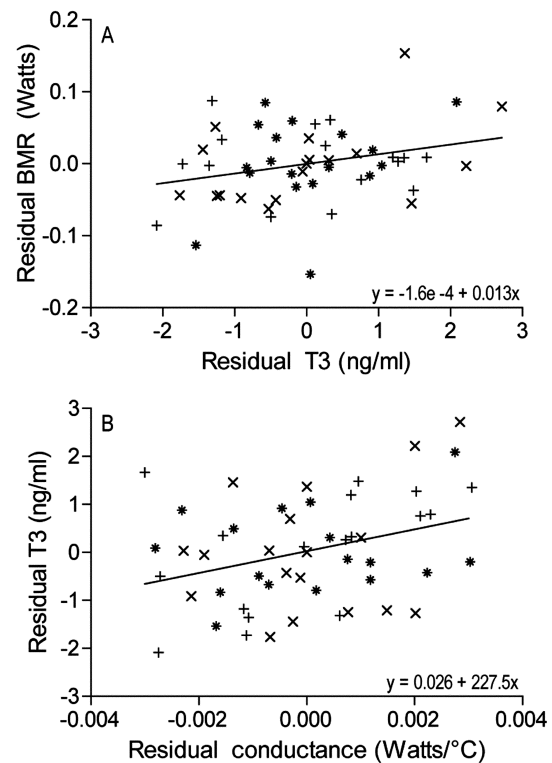 A
0.2
0.1
0.0
-0.1
-0.2
Residual BMR (Watts)
y = -1.6e -4 + 0.013x
-3 -2 -1 0 1 2 3
Residual T3 (ng/ml)
B
3
2
1
0
-1
-2
-3
Residual T3 (ng/ml)
y = 0.026 + 227.5x
-0.004 -0.002 0.000 0.002 0.004
Residual conductance (Watts/°C)